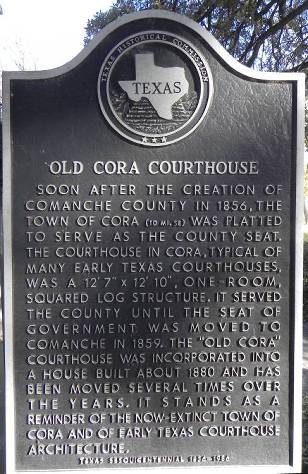 TEXAS HISTORICAL COMMISSION
TEXAS
OLD CORA COURTHOUSE
SOON AFTER THE CREATION OF
COMANCHE COUNTY IN 1856, THE
TOWN OF CORA (10 MI. SE) WAS PLATTED
TO SERVE AS THE COUNTY SEAT.
THE COURTHOUSE IN CORA, TYPICAL OF
MANY EARLY TEXAS COURTHOUSES,
WAS A 12' 7" X 12' 10", ONE-ROOM,
SQUARED LOG STRUCTURE. IT SERVED
THE COUNTY UNTIL THE SEAT OF
GOVERNMENT WAS MOVED TO
COMANCHE IN 1859. THE "OLD CORA"
COURTHOUSE WAS INCORPORATED INTO
A HOUSE BUILT ABOUT 1880 AND HAS
BEEN MOVED SEVERAL TIMES OVER
THE YEARS. IT STANDS AS A
REMINDER OF THE NOW-EXTINCT TOWN OF
CORA AND OF EARLY TEXAS COURTHOUSE
ARCHITECTURE.
TEXAS SESQUICENTENNIAL 1836-1986